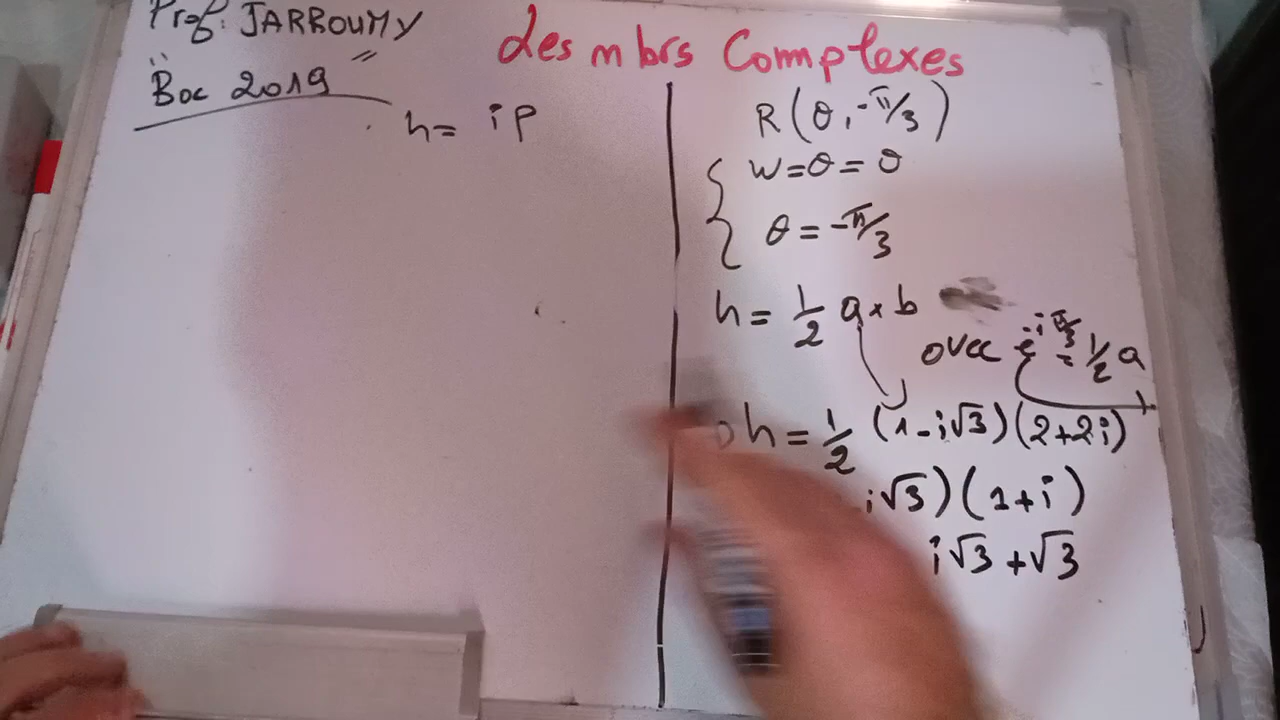 Prof. JARROUMY
Bac 2019
Les nbrs Complexes
h = ip
R(θ, -π/3)
w = θ = 0
θ = -π/3
h = 1/2 a × b
avec e^iπ/3 = 1/2 a
h = 1/2 (1-i√3)(2+2i)
i√3)(1+i)
i√3 + √3